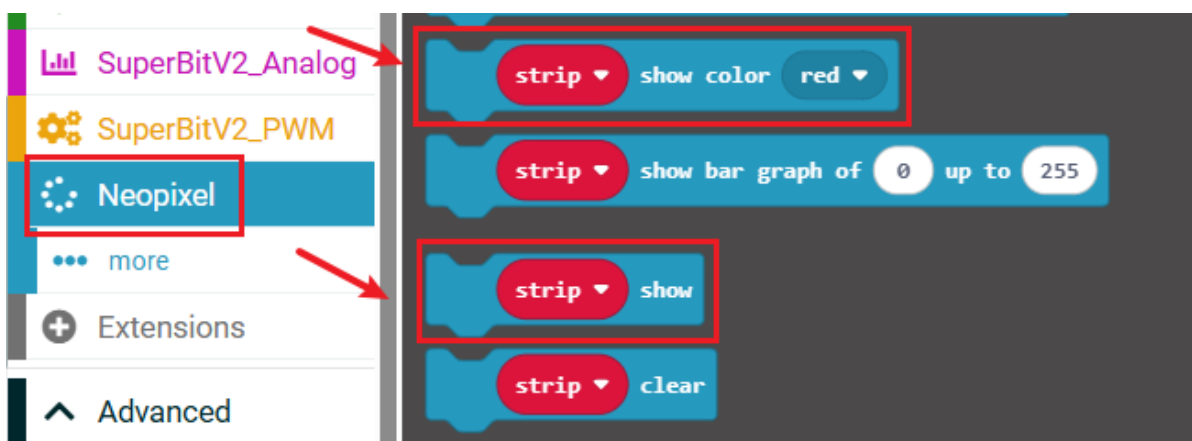 SuperBitV2_Analog
SuperBitV2_PWM
Neopixel
more
Extensions
Advanced
strip show color red
strip show bar graph of 0 up to 255
strip show
strip clear